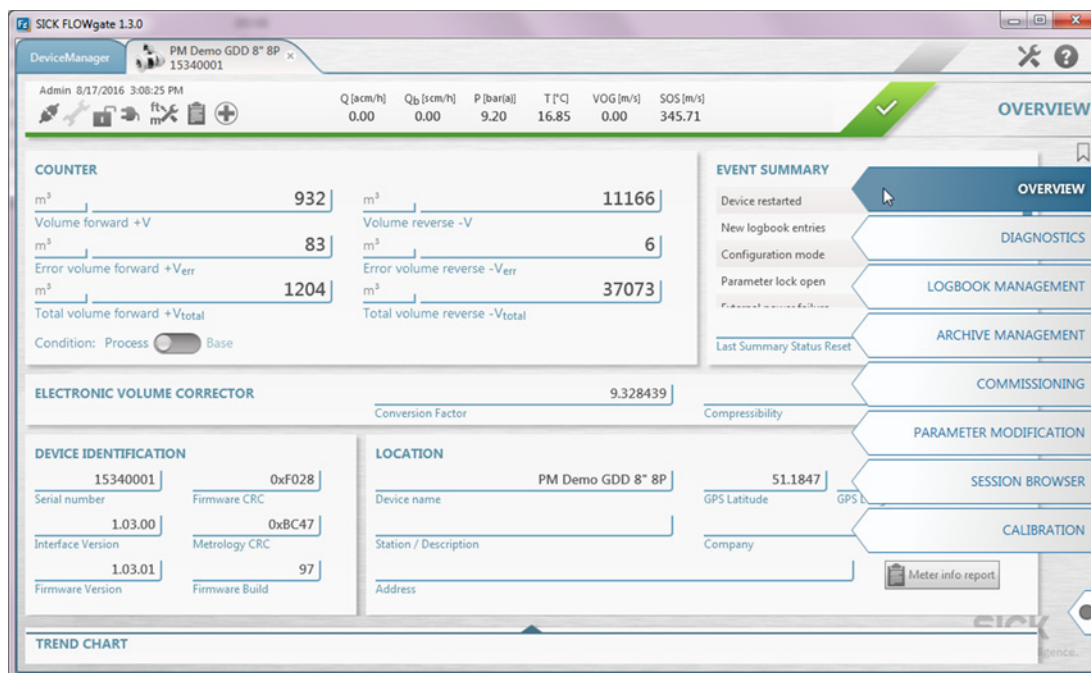 SICK FLOWgate 1.3.0
DeviceManager
PM Demo GDD 8" 8P
15340001
Admin 8/17/2016 3:08:25 PM
Q [acm/h] Qb [scm/h] P [bar(a)] T [°C] VOG [m/s] SOS [m/s]
0.00 0.00 9.20 16.85 0.00 345.71
ft
m
OVERVIEW
COUNTER
m³ 932 m³ 11166
Volume forward +V Volume reverse -V
m³ 83 m³ 6
Error volume forward +Verr Error volume reverse -Verr
m³ 1204 m³ 37073
Total volume forward +Vtotal Total volume reverse -Vtotal
Condition: Process Base
EVENT SUMMARY
Device restarted
New logbook entries
Configuration mode
Parameter lock open
External power failure
Last Summary Status Reset
OVERVIEW
DIAGNOSTICS
LOGBOOK MANAGEMENT
ARCHIVE MANAGEMENT
COMMISSIONING
PARAMETER MODIFICATION
SESSION BROWSER
CALIBRATION
ELECTRONIC VOLUME CORRECTOR
9.328439
Conversion Factor Compressibility
DEVICE IDENTIFICATION
15340001 0xF028
Serial number Firmware CRC
1.03.00 0xBC47
Interface Version Metrology CRC
1.03.01 97
Firmware Version Firmware Build
LOCATION
PM Demo GDD 8" 8P 51.1847
Device name GPS Latitude GPS
Station / Description Company
Address
Meter info report
SICK
TREND CHART